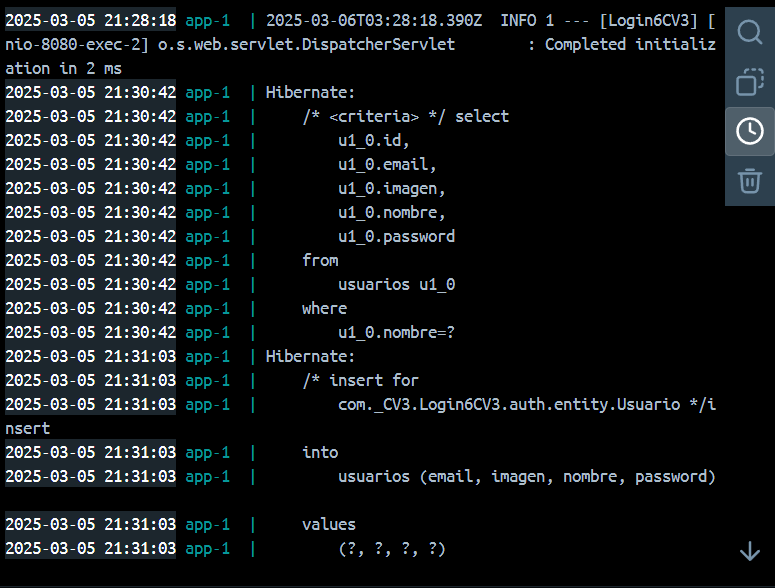 2025-03-05 21:28:18 app-1  | 2025-03-06T03:28:18.390Z  INFO 1 --- [Login6CV3] [
nio-8080-exec-2] o.s.web.servlet.DispatcherServlet        : Completed initializ
ation in 2 ms
2025-03-05 21:30:42 app-1  | Hibernate:
2025-03-05 21:30:42 app-1  |     /* <criteria> */ select
2025-03-05 21:30:42 app-1  |         u1_0.id,
2025-03-05 21:30:42 app-1  |         u1_0.email,
2025-03-05 21:30:42 app-1  |         u1_0.imagen,
2025-03-05 21:30:42 app-1  |         u1_0.nombre,
2025-03-05 21:30:42 app-1  |         u1_0.password
2025-03-05 21:30:42 app-1  |     from
2025-03-05 21:30:42 app-1  |         usuarios u1_0
2025-03-05 21:30:42 app-1  |     where
2025-03-05 21:30:42 app-1  |         u1_0.nombre=?
2025-03-05 21:31:03 app-1  | Hibernate:
2025-03-05 21:31:03 app-1  |     /* insert for
2025-03-05 21:31:03 app-1  |         com._CV3.Login6CV3.auth.entity.Usuario */i
nsert
2025-03-05 21:31:03 app-1  |     into
2025-03-05 21:31:03 app-1  |         usuarios (email, imagen, nombre, password)
2025-03-05 21:31:03 app-1  |     values
2025-03-05 21:31:03 app-1  |         (?, ?, ?, ?)